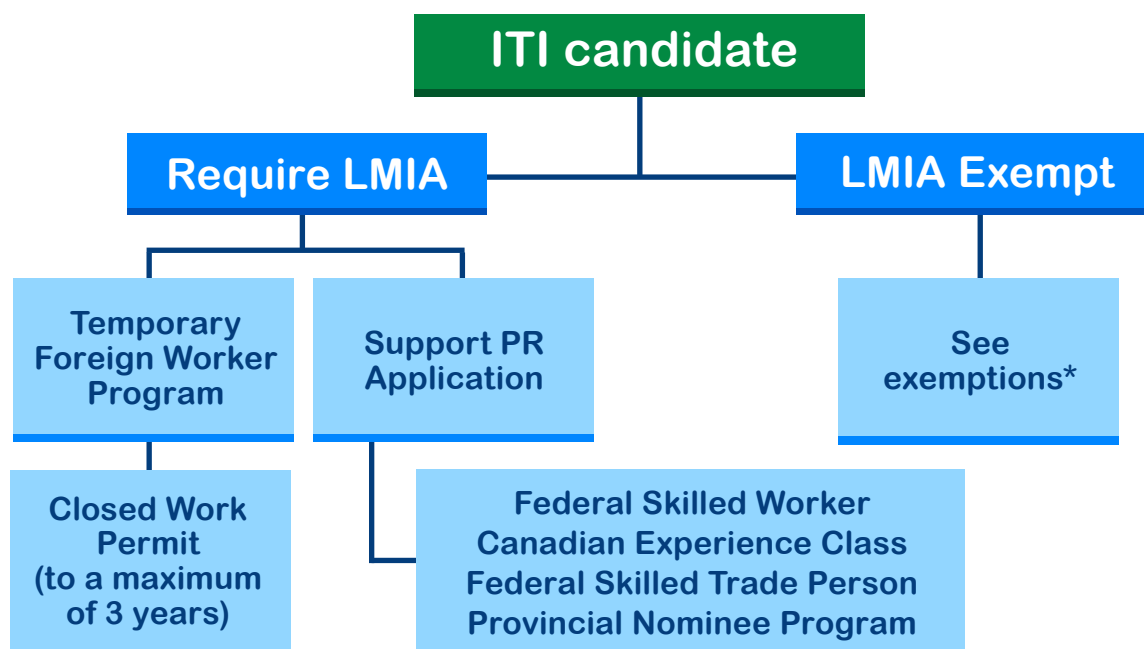 ITI candidate
Require LMIA
LMIA Exempt
Temporary
Foreign Worker
Program
Support PR
Application
See
exemptions*
Closed Work
Permit
(to a maximum
of 3 years)
Federal Skilled Worker
Canadian Experience Class
Federal Skilled Trade Person
Provincial Nominee Program